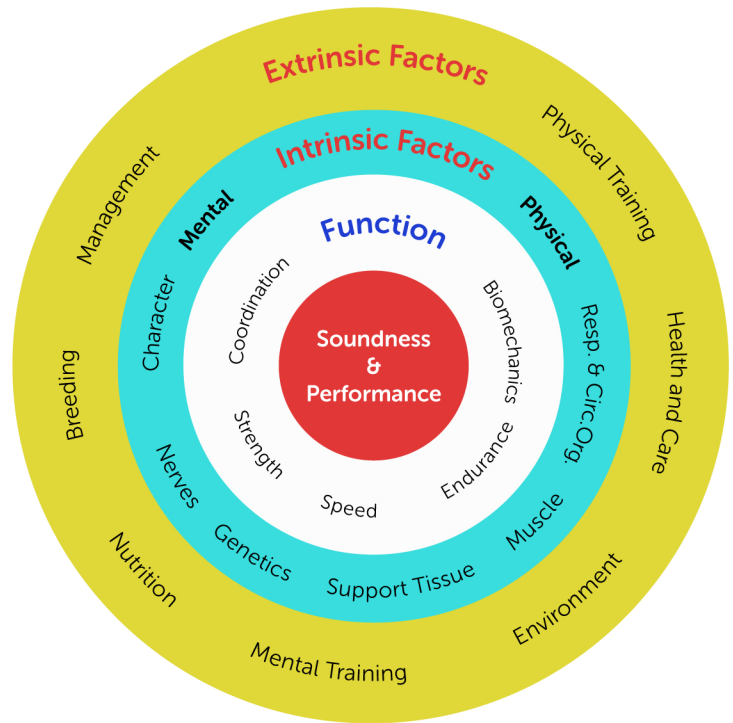 Extrinsic Factors
Physical Training
Health and Care
Environment
Mental Training
Nutrition
Breeding
Management
Intrinsic Factors
Physical
Resp. & Circ.Org.
Muscle
Support Tissue
Genetics
Nerves
Character
Mental
Function
Biomechanics
Endurance
Speed
Strength
Coordination
Soundness
&
Performance